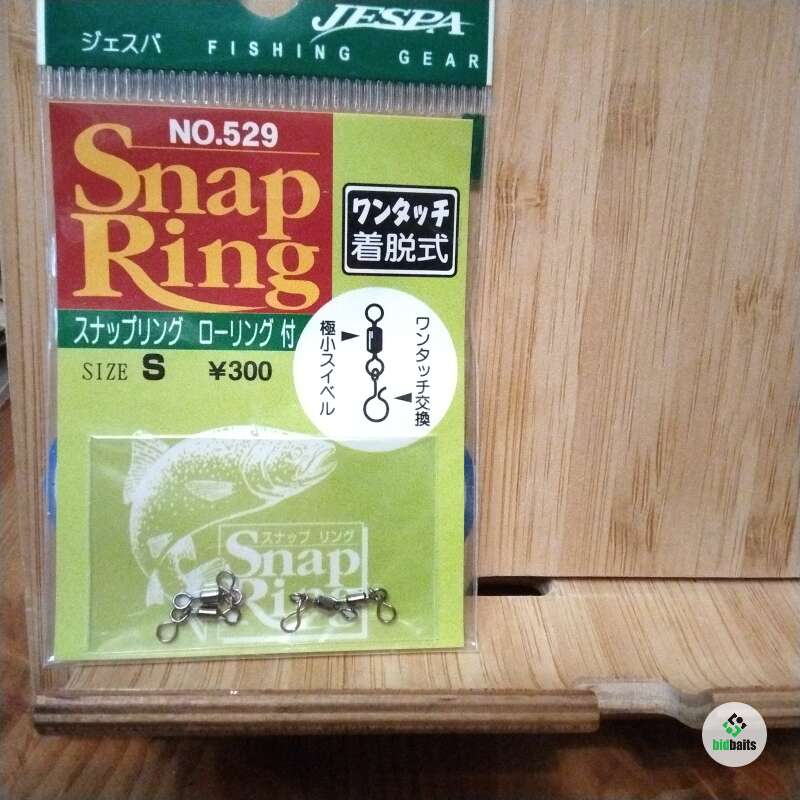 JESPA
ジェスパ FISHING GEAR
NO.529
Snap
Ring
ワンタッチ
着脱式
スナップリング ローリング付
SIZE S ¥300
極小スイベル
ワンタッチ交換
スナップ リング
Snap
Ring
bidbaits